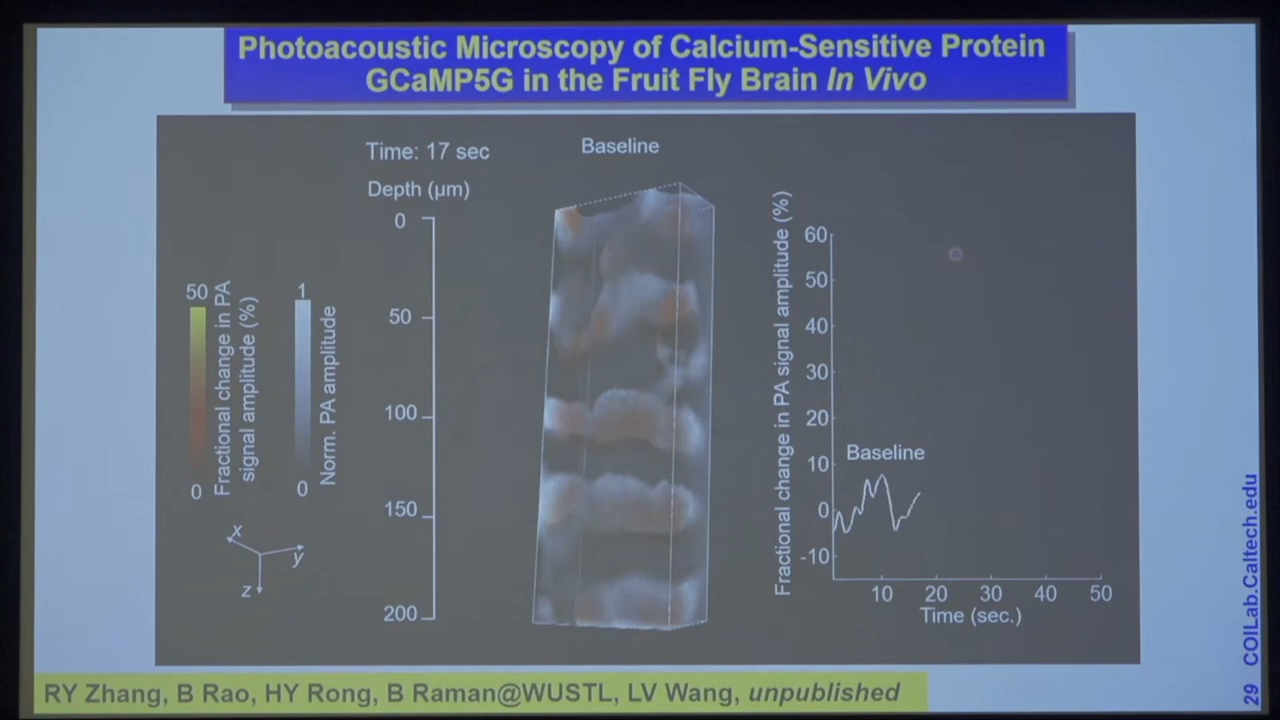 Photoacoustic Microscopy of Calcium-Sensitive Protein
GCaMP5G in the Fruit Fly Brain In Vivo
Time: 17 sec
Baseline
Depth (µm)
0
50
100
150
200
50
0
Fractional change in PA
signal amplitude (%)
1
0
Norm. PA amplitude
x
y
z
Fractional change in PA signal amplitude (%)
60
50
40
30
20
10
0
-10
Baseline
10 20 30 40 50
Time (sec.)
RY Zhang, B Rao, HY Rong, B Raman@WUSTL, LV Wang, unpublished
29 COILab.Caltech.edu